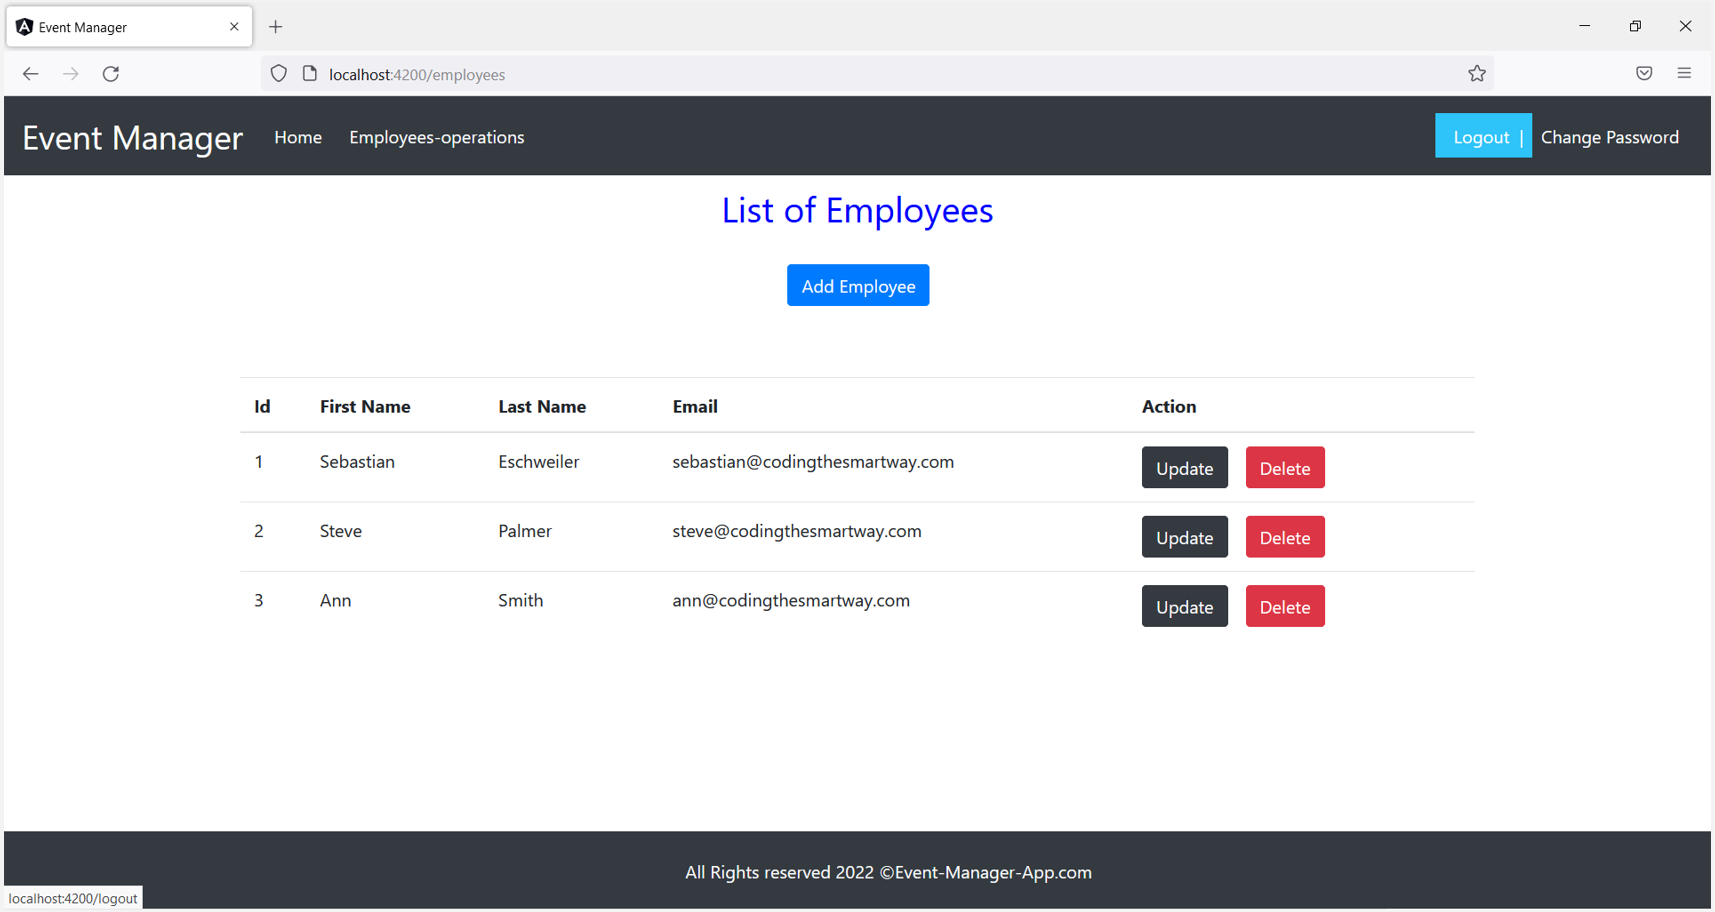 Event Manager
localhost:4200/employees
Event Manager Home Employees-operations Logout | Change Password
List of Employees
Add Employee
Id First Name Last Name Email Action
1 Sebastian Eschweiler sebastian@codingthesmartway.com Update Delete
2 Steve Palmer steve@codingthesmartway.com Update Delete
3 Ann Smith ann@codingthesmartway.com Update Delete
All Rights reserved 2022 ©Event-Manager-App.com
localhost:4200/logout